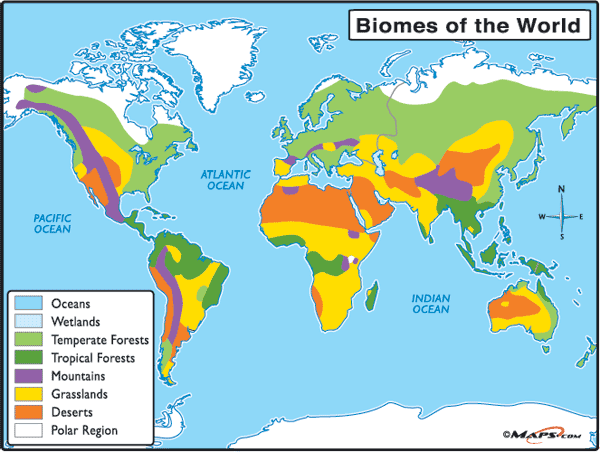 Biomes of the World
ATLANTIC
OCEAN
PACIFIC
OCEAN
N
W
E
S
INDIAN
OCEAN
Oceans
Wetlands
Temperate Forests
Tropical Forests
Mountains
Grasslands
Deserts
Polar Region
©MAPS.COM